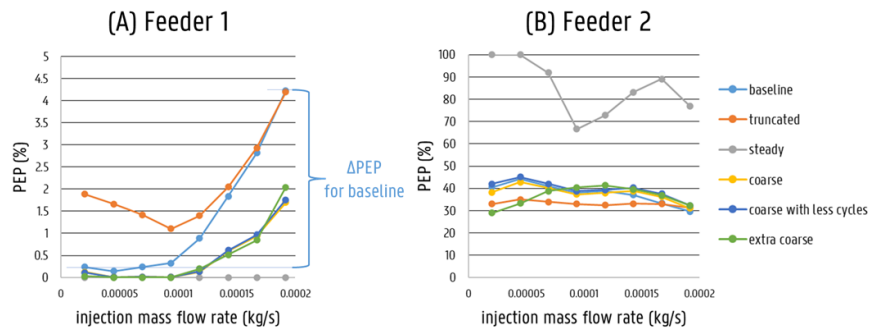 (A) Feeder 1
5
4.5
4
3.5
3
2.5
2
1.5
1
0.5
0
PEP (%)
0 0.00005 0.0001 0.00015 0.0002
injection mass flow rate (kg/s)
ΔPEP
for baseline
(B) Feeder 2
100
90
80
70
60
50
40
30
20
10
0
PEP (%)
0 0.00005 0.0001 0.00015 0.0002
injection mass flow rate (kg/s)
baseline
truncated
steady
coarse
coarse with less cycles
extra coarse